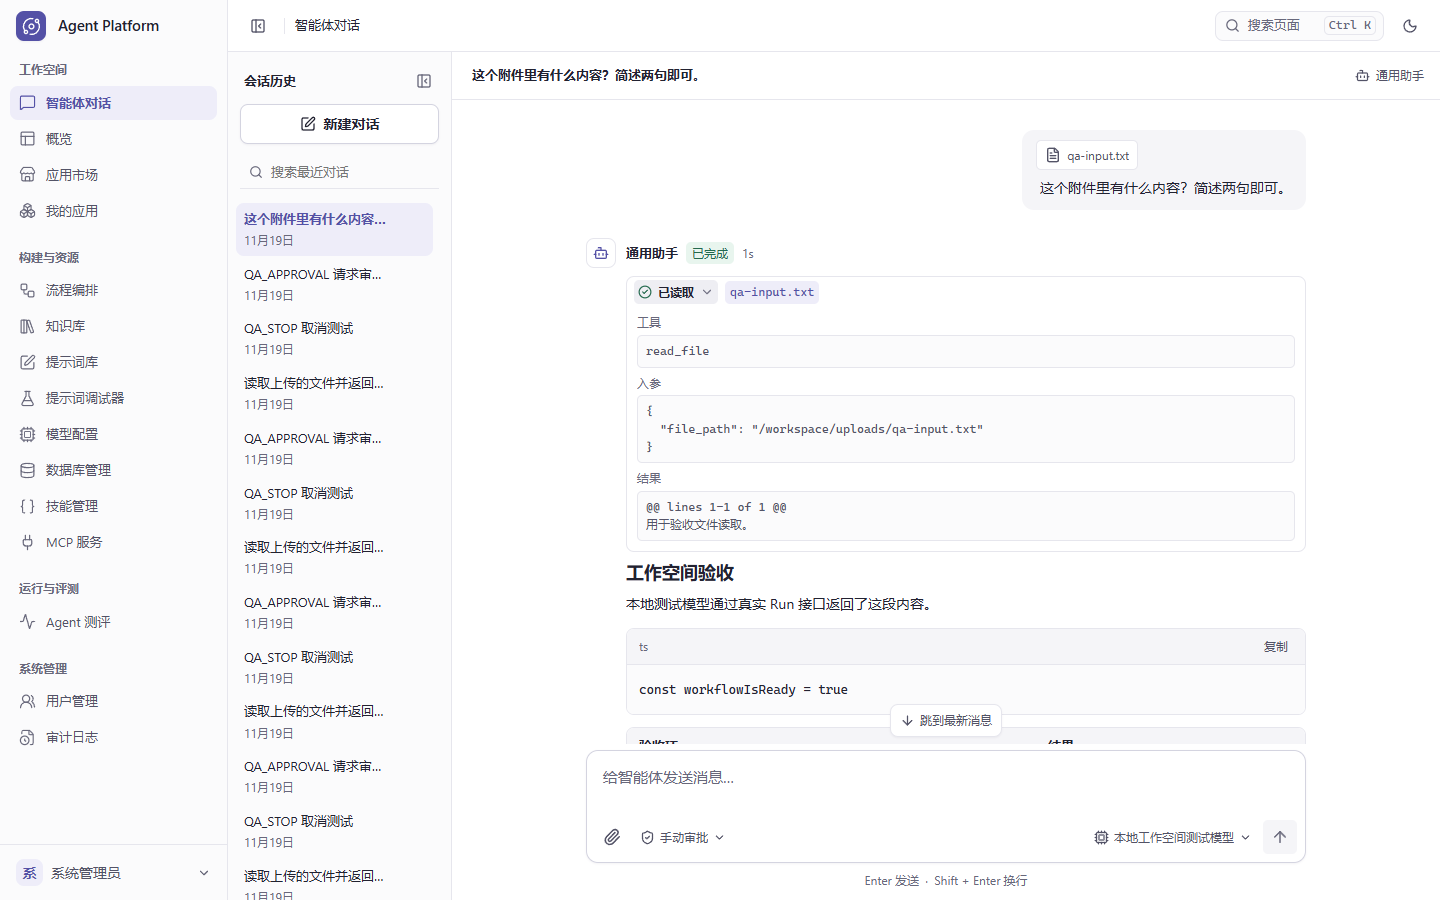 Agent Platform
工作空间
智能体对话
概览
应用市场
我的应用
构建与资源
流程编排
知识库
提示词库
提示词调试器
模型配置
数据库管理
技能管理
MCP 服务
运行与评测
Agent 测评
系统管理
用户管理
审计日志
系 系统管理员
智能体对话
搜索页面 Ctrl K
会话历史
新建对话
搜索最近对话
这个附件里有什么内容...
11月19日
QA_APPROVAL 请求审...
11月19日
QA_STOP 取消测试
11月19日
读取上传的文件并返回...
11月19日
QA_APPROVAL 请求审...
11月19日
QA_STOP 取消测试
11月19日
读取上传的文件并返回...
11月19日
QA_APPROVAL 请求审...
11月19日
QA_STOP 取消测试
11月19日
读取上传的文件并返回...
11月19日
QA_APPROVAL 请求审...
11月19日
QA_STOP 取消测试
11月19日
读取上传的文件并返回...
11月19日
这个附件里有什么内容？简述两句即可。
通用助手
qa-input.txt
这个附件里有什么内容？简述两句即可。
通用助手 已完成 1s
已读取 qa-input.txt
工具
read_file
入参
{
"file_path": "/workspace/uploads/qa-input.txt"
}
结果
@@ lines 1-1 of 1 @@
用于验收文件读取。
工作空间验收
本地测试模型通过真实 Run 接口返回了这段内容。
ts 复制
const workflowIsReady = true
跳到最新消息
验收项 结果
给智能体发送消息...
手动审批 本地工作空间测试模型
Enter 发送 · Shift + Enter 换行